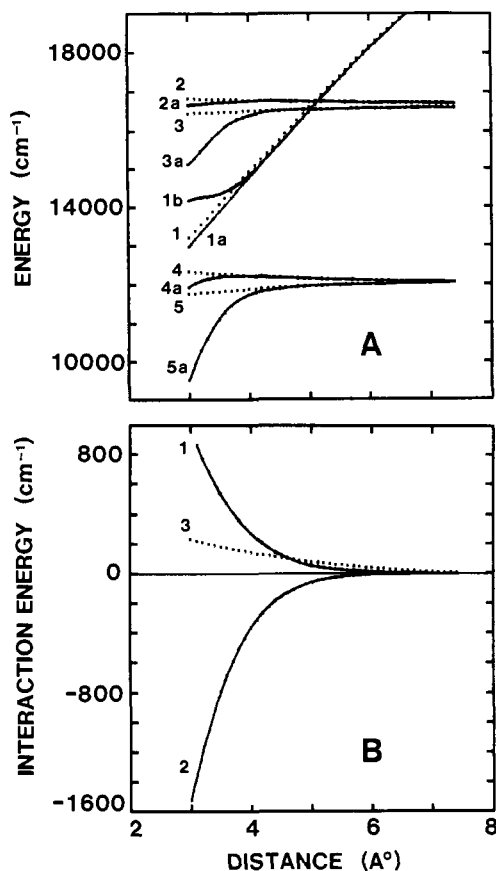 18000
14000
10000
ENERGY (cm⁻¹)
2
2a
3
3a
1b
1
1a
4
4a
5
5a
A
800
0
-800
-1600
INTERACTION ENERGY (cm⁻¹)
1
3
2
B
2 4 6 8
DISTANCE (A°)